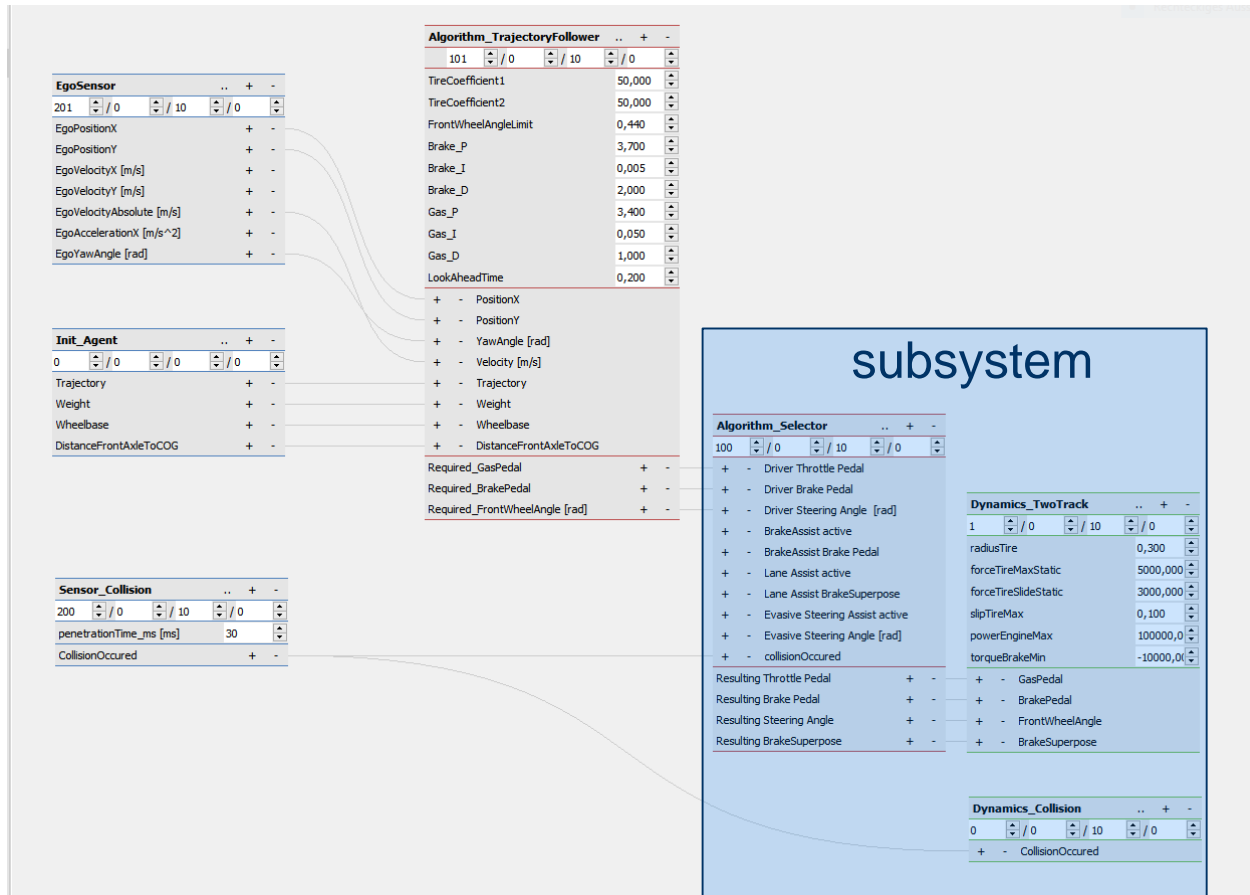 EgoSensor .. + -
201 / 0 / 10 / 0
EgoPositionX + -
EgoPositionY + -
EgoVelocityX [m/s] + -
EgoVelocityY [m/s] + -
EgoVelocityAbsolute [m/s] + -
EgoAccelerationX [m/s^2] + -
EgoYawAngle [rad] + -
Init_Agent .. + -
0 / 0 / 0 / 0
Trajectory + -
Weight + -
Wheelbase + -
DistanceFrontAxleToCOG + -
Sensor_Collision .. + -
200 / 0 / 10 / 0
penetrationTime_ms [ms] 30
CollisionOccured + -
Algorithm_TrajectoryFollower .. + -
101 / 0 / 10 / 0
TireCoefficient1 50,000
TireCoefficient2 50,000
FrontWheelAngleLimit 0,440
Brake_P 3,700
Brake_I 0,005
Brake_D 2,000
Gas_P 3,400
Gas_I 0,050
Gas_D 1,000
LookAheadTime 0,200
+ - PositionX
+ - PositionY
+ - YawAngle [rad]
+ - Velocity [m/s]
+ - Trajectory
+ - Weight
+ - Wheelbase
+ - DistanceFrontAxleToCOG
Required_GasPedal + -
Required_BrakePedal + -
Required_FrontWheelAngle [rad] + -
subsystem
Algorithm_Selector .. + -
100 / 0 / 10 / 0
+ - Driver Throttle Pedal
+ - Driver Brake Pedal
+ - Driver Steering Angle [rad]
+ - BrakeAssist active
+ - BrakeAssist Brake Pedal
+ - Lane Assist active
+ - Lane Assist BrakeSuperpose
+ - Evasive Steering Assist active
+ - Evasive Steering Angle [rad]
+ - collisionOccured
Resulting Throttle Pedal + -
Resulting Brake Pedal + -
Resulting Steering Angle + -
Resulting BrakeSuperpose + -
Dynamics_TwoTrack .. + -
1 / 0 / 10 / 0
radiusTire 0,300
forceTireMaxStatic 5000,000
forceTireSlideStatic 3000,000
slipTireMax 0,100
powerEngineMax 100000,0
torqueBrakeMin -10000,00
+ - GasPedal
+ - BrakePedal
+ - FrontWheelAngle
+ - BrakeSuperpose
Dynamics_Collision .. + -
0 / 0 / 10 / 0
+ - CollisionOccured